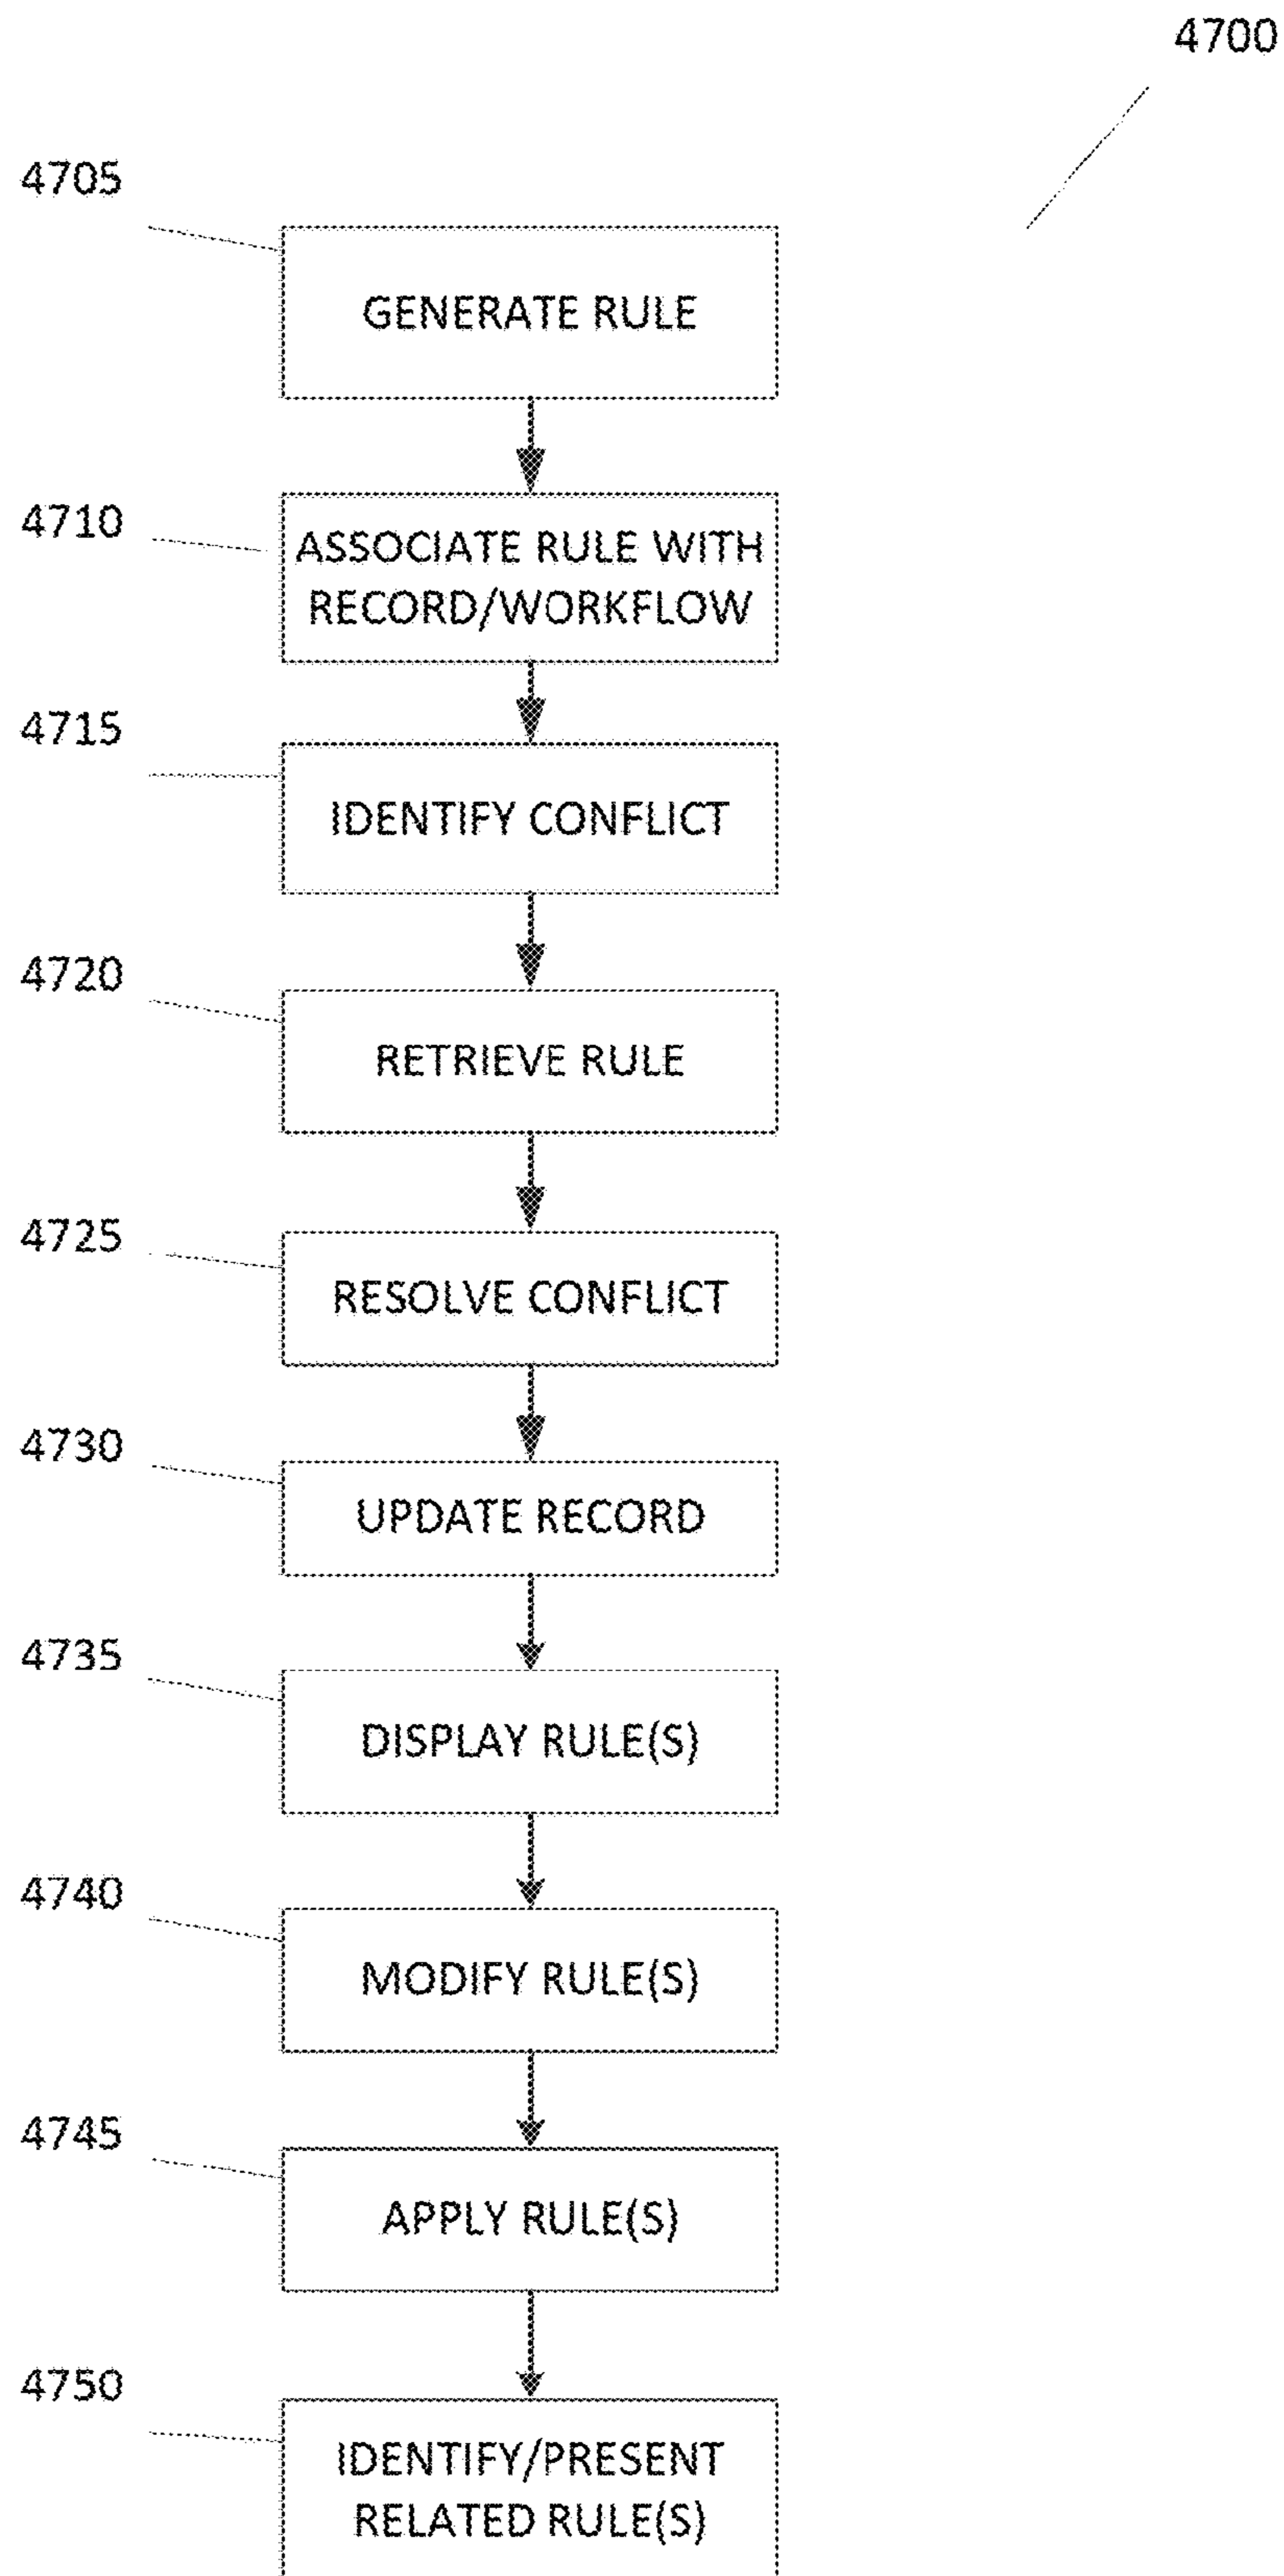 4700
4705
GENERATE RULE
4710
ASSOCIATE RULE WITH
RECORD/WORKFLOW
4715
IDENTIFY CONFLICT
4720
RETRIEVE RULE
4725
RESOLVE CONFLICT
4730
UPDATE RECORD
4735
DISPLAY RULE(S)
4740
MODIFY RULE(S)
4745
APPLY RULE(S)
4750
IDENTIFY/PRESENT
RELATED RULE(S)